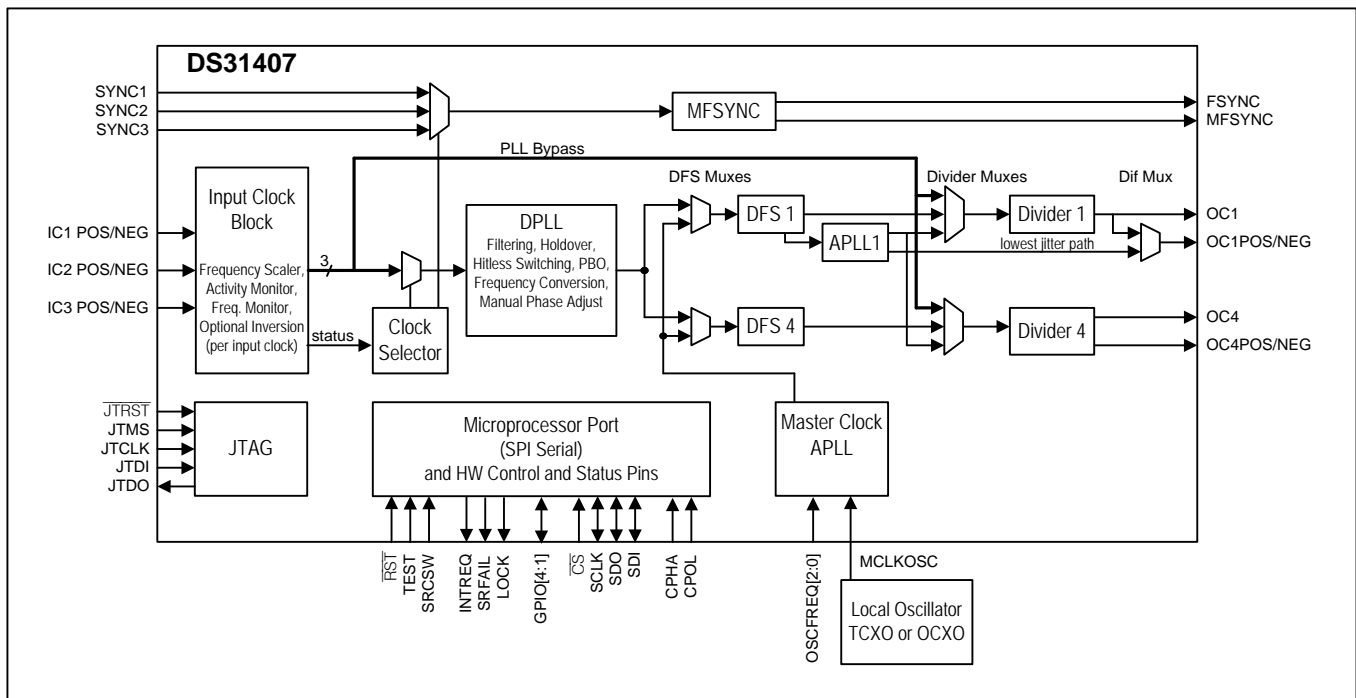 DS31407
SYNC1
SYNC2
SYNC3
MFSYNC
FSYNC
MFSYNC
PLL Bypass
DFS Muxes
Divider Muxes
Dif Mux
Input Clock
Block
Frequency Scaler,
Activity Monitor,
Freq. Monitor,
Optional Inversion
(per input clock)
IC1 POS/NEG
IC2 POS/NEG
IC3 POS/NEG
3
status
Clock
Selector
DPLL
Filtering, Holdover,
Hitless Switching, PBO,
Frequency Conversion,
Manual Phase Adjust
DFS 1
APLL1
lowest jitter path
Divider 1
OC1
OC1POS/NEG
DFS 4
Divider 4
OC4
OC4POS/NEG
JTRST
JTMS
JTCLK
JTDI
JTDO
JTAG
Microprocessor Port
(SPI Serial)
and HW Control and Status Pins
Master Clock
APLL
RST
TEST
SRCSW
INTREQ
SRFAIL
LOCK
GPIO[4:1]
CS
SCLK
SDO
SDI
CPHA
CPOL
OSCFREQ[2:0]
MCLKOSC
Local Oscillator
TCXO or OCXO